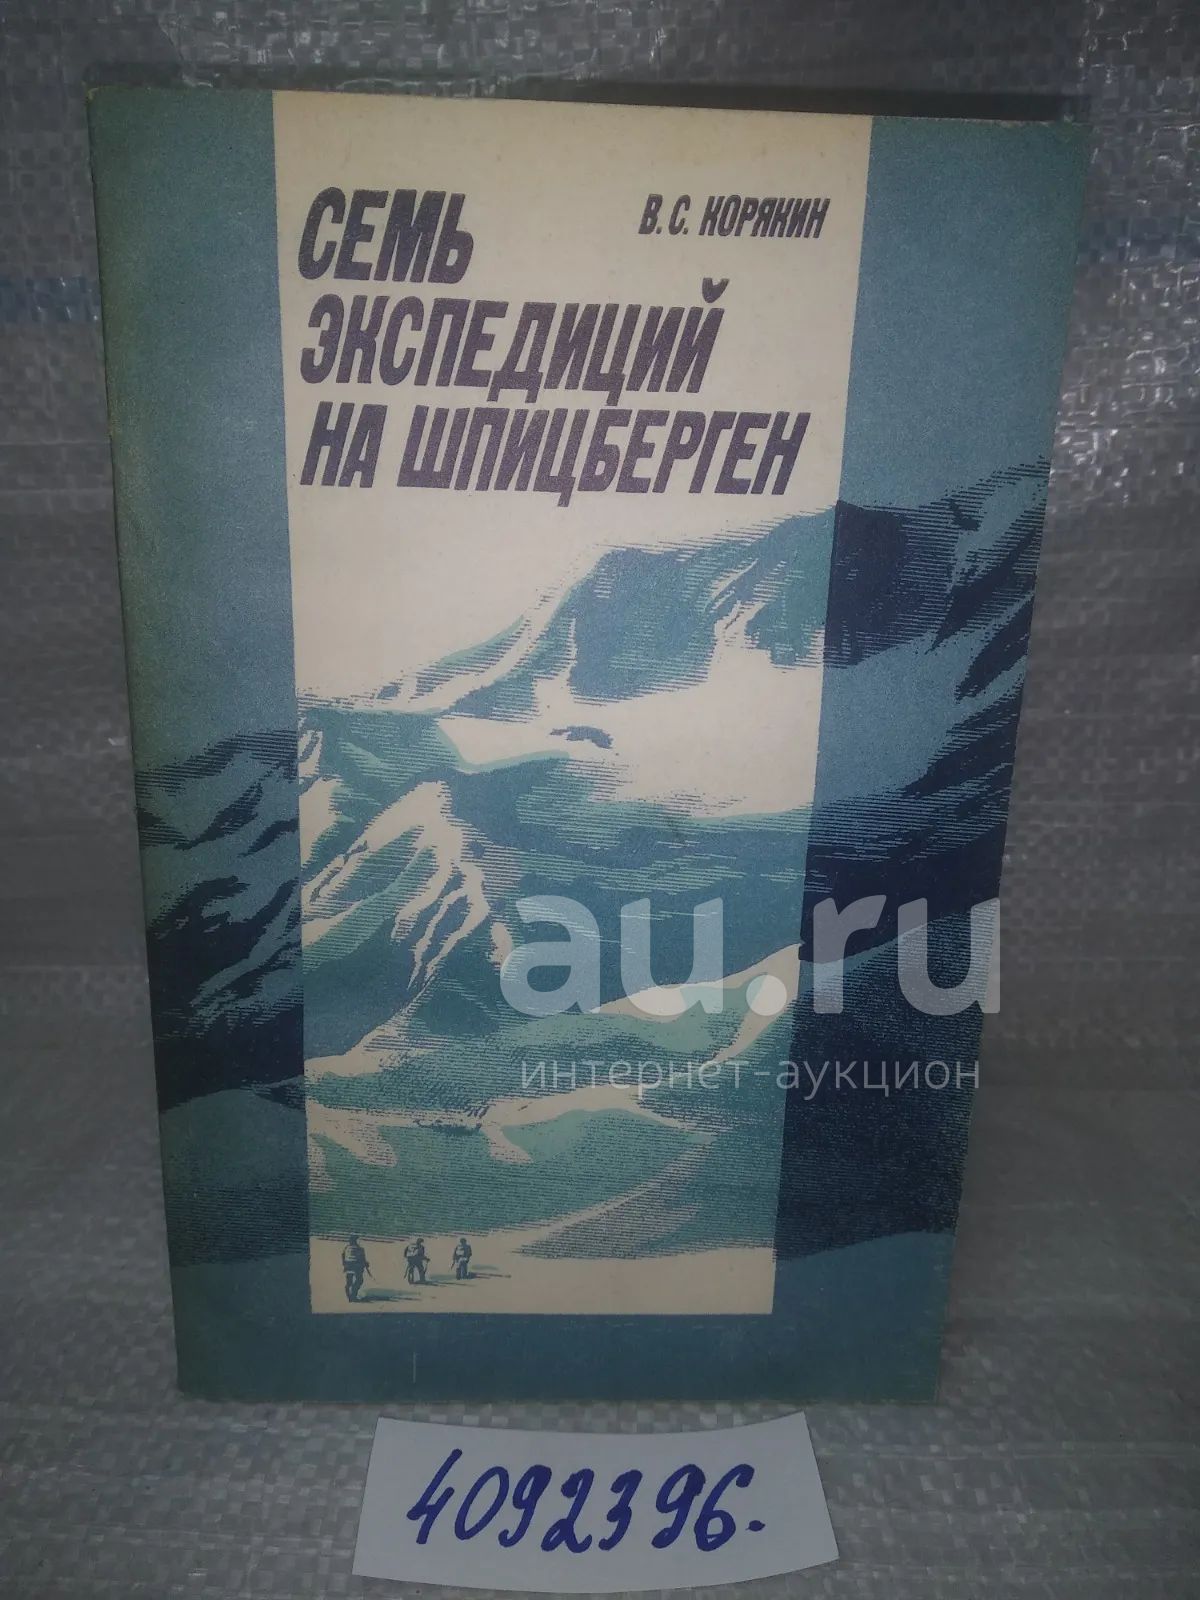 СЕМЬ
В. С. КОРЯКИН
ЭКСПЕДИЦИЙ
НА ШПИЦБЕРГЕН
au.ru
интернет-аукцион
4092396.